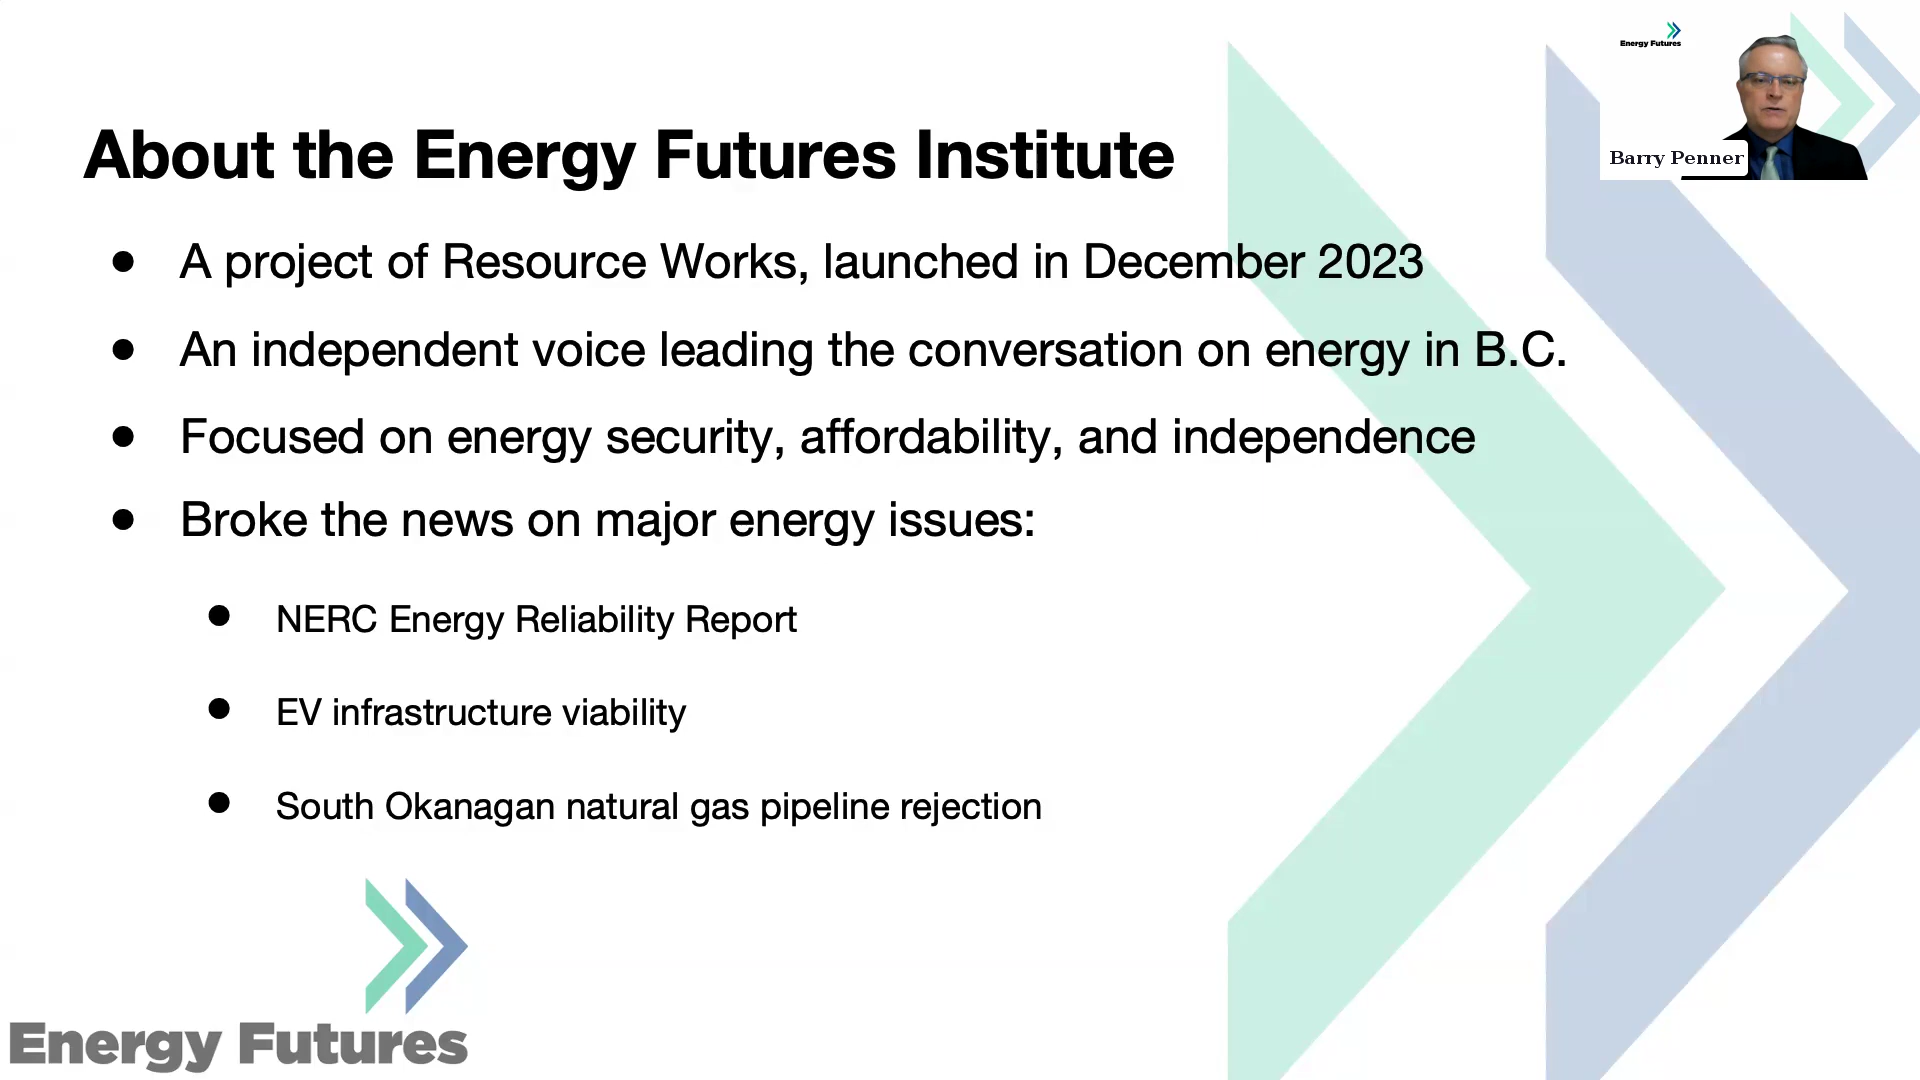 Energy Futures
Barry Penner
About the Energy Futures Institute
● A project of Resource Works, launched in December 2023
● An independent voice leading the conversation on energy in B.C.
● Focused on energy security, affordability, and independence
● Broke the news on major energy issues:
● NERC Energy Reliability Report
● EV infrastructure viability
● South Okanagan natural gas pipeline rejection
Energy Futures